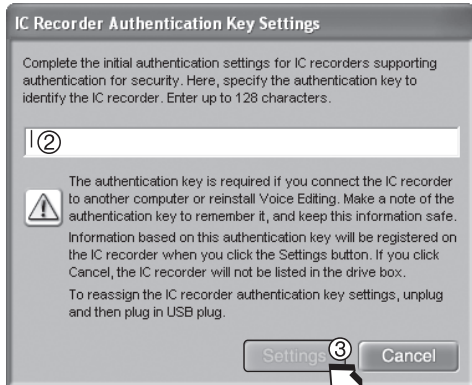 IC Recorder Authentication Key Settings
Complete the initial authentication settings for IC recorders supporting
authentication for security. Here, specify the authentication key to
identify the IC recorder. Enter up to 128 characters.
②
The authentication key is required if you connect the IC recorder
to another computer or reinstall Voice Editing. Make a note of the
authentication key to remember it, and keep this information safe.
Information based on this authentication key will be registered on
the IC recorder when you click the Settings button. If you click
Cancel, the IC recorder will not be listed in the drive box.
To reassign the IC recorder authentication key settings, unplug
and then plug in USB plug.
Settings ③ Cancel